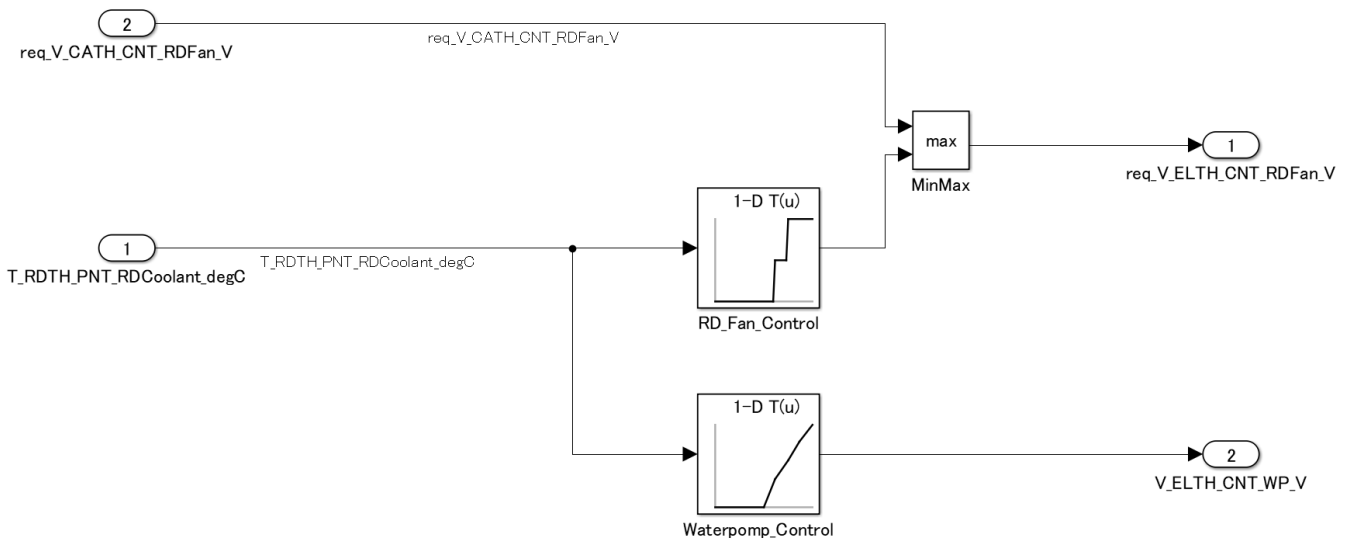 2
req_V_CATH_CNT_RDFan_V
req_V_CATH_CNT_RDFan_V
max
MinMax
1
req_V_ELTH_CNT_RDFan_V
1-D T(u)
RD_Fan_Control
1
T_RDTH_PNT_RDCoolant_degC
T_RDTH_PNT_RDCoolant_degC
1-D T(u)
Waterpomp_Control
2
V_ELTH_CNT_WP_V